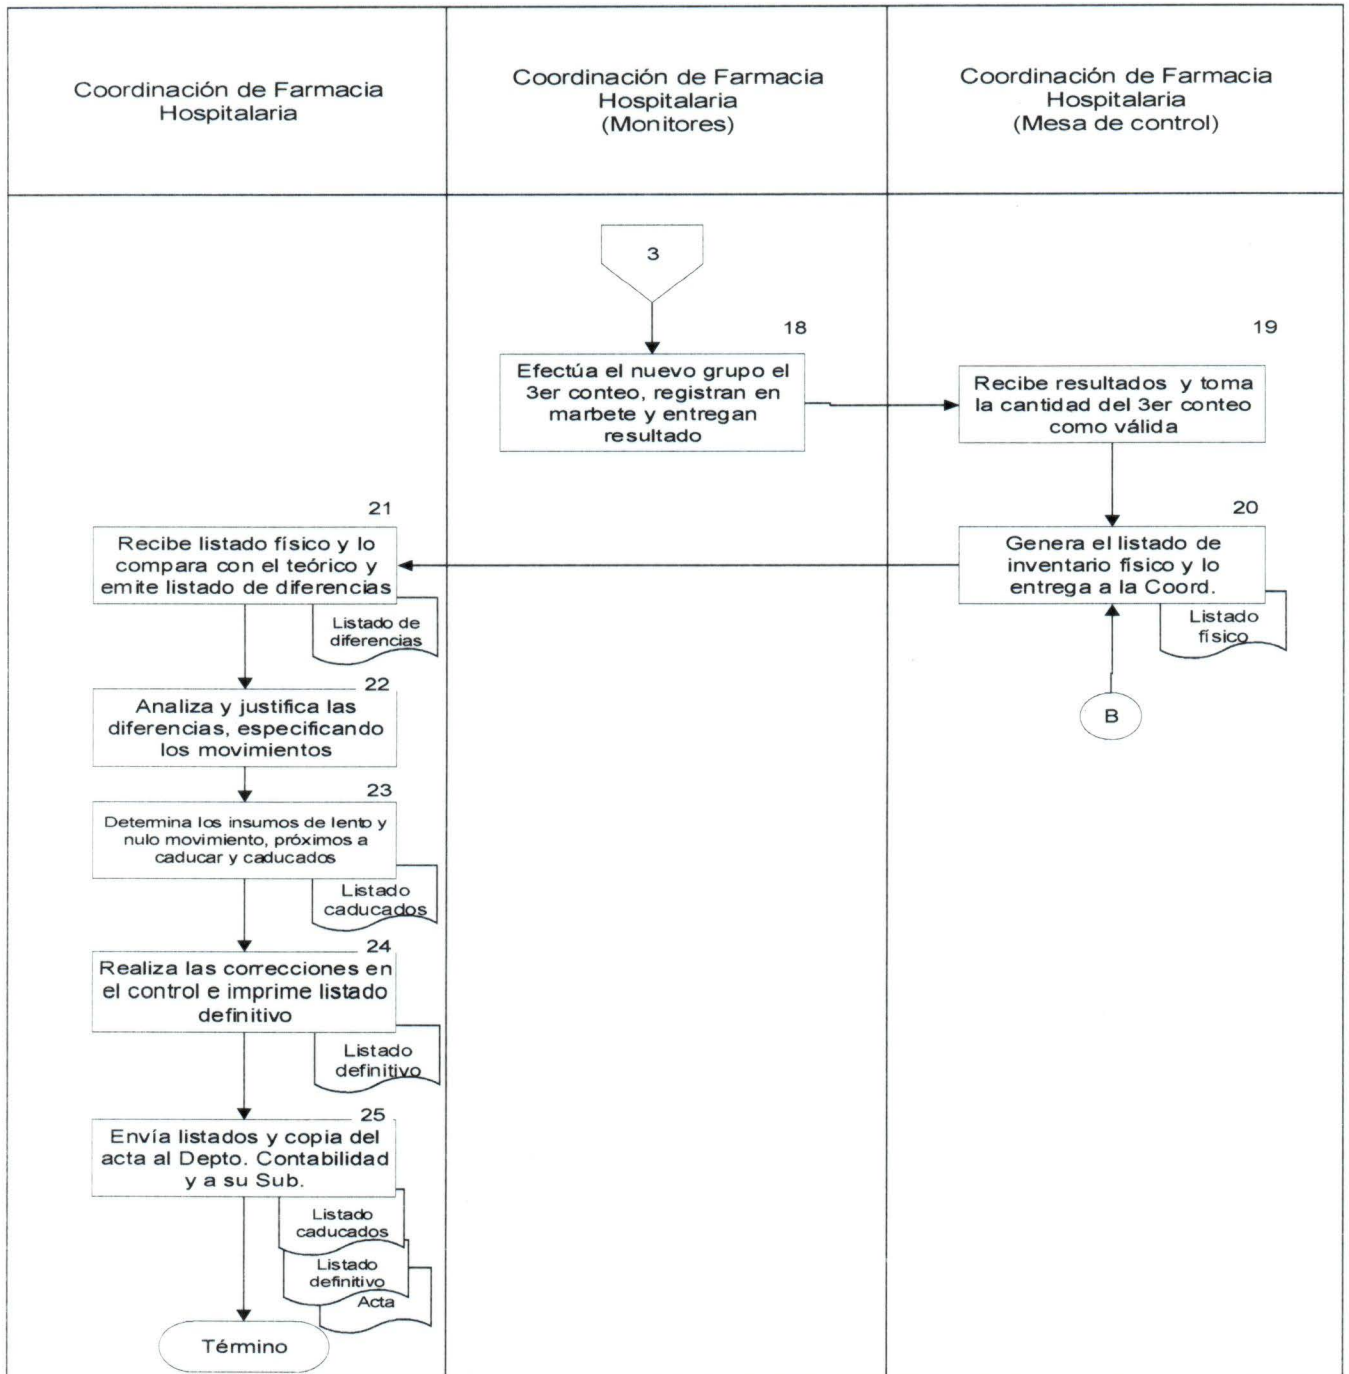 Coordinación de Farmacia
Hospitalaria
Coordinación de Farmacia
Hospitalaria
(Monitores)
Coordinación de Farmacia
Hospitalaria
(Mesa de control)
3
18
Efectúa el nuevo grupo el
3er conteo, registran en
marbete y entregan
resultado
19
Recibe resultados y toma
la cantidad del 3er conteo
como válida
20
Genera el listado de
inventario físico y lo
entrega a la Coord.
Listado
físico
B
21
Recibe listado físico y lo
compara con el teórico y
emite listado de diferencias
Listado de
diferencias
22
Analiza y justifica las
diferencias, especificando
los movimientos
23
Determina los insumos de lento y
nulo movimiento, próximos a
caducar y caducados
Listado
caducados
24
Realiza las correcciones en
el control e imprime listado
definitivo
Listado
definitivo
25
Envía listados y copia del
acta al Depto. Contabilidad
y a su Sub.
Listado
caducados
Listado
definitivo
Acta
Término